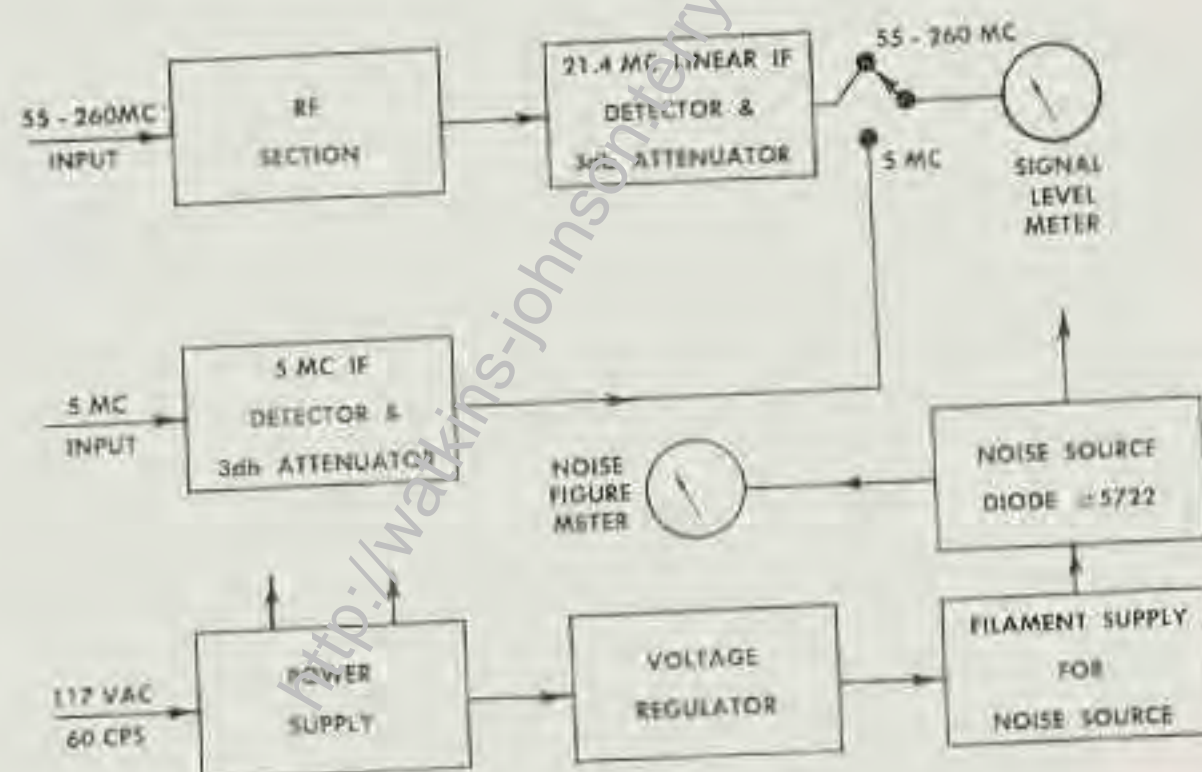 55 - 260MC
INPUT
RF
SECTION
21.4 MC LINEAR IF
DETECTOR &
3db ATTENUATOR
55 - 260 MC
5 MC
SIGNAL
LEVEL
METER
5 MC
INPUT
5 MC IF
DETECTOR &
3db ATTENUATOR
NOISE
FIGURE
METER
NOISE SOURCE
DIODE =5722
117 VAC
60 CPS
POWER
SUPPLY
VOLTAGE
REGULATOR
FILAMENT SUPPLY
FOR
NOISE SOURCE
http://watkins-johnson.terry